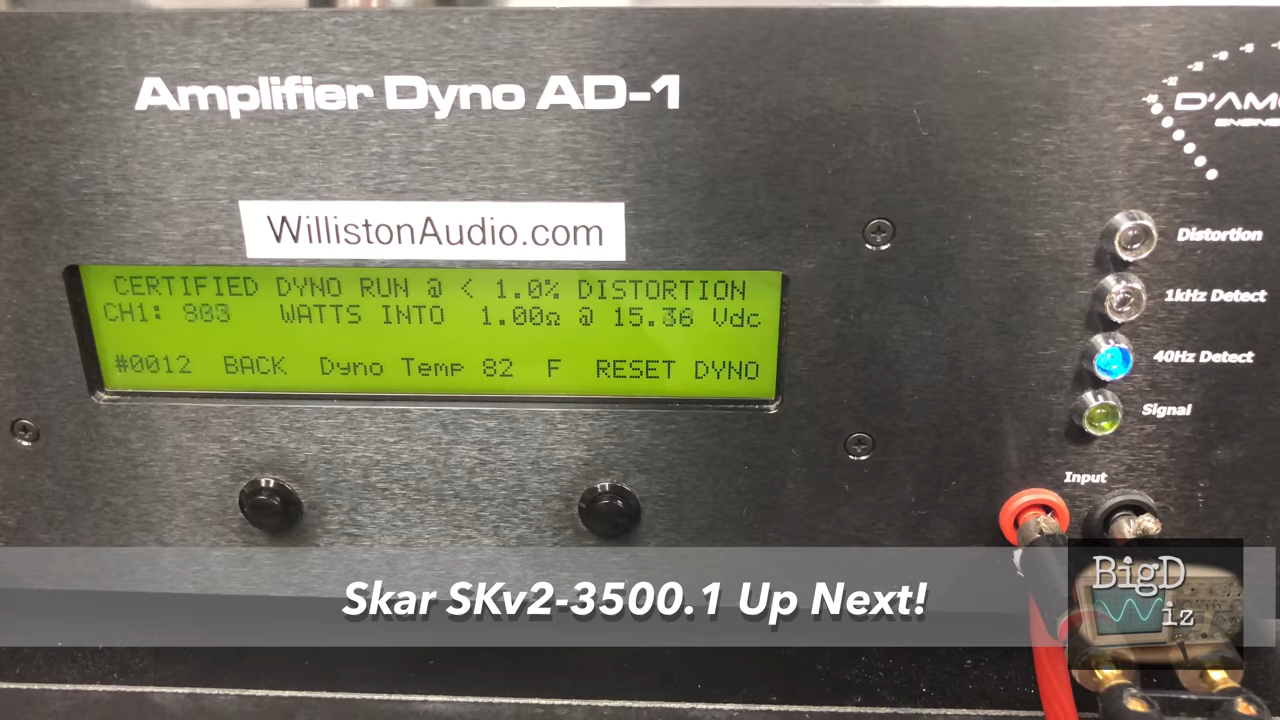 Amplifier Dyno AD-1
WillistonAudio.com
CERTIFIED DYNO RUN @ < 1.0% DISTORTION
CH1: WATTS INTO 1.00Ω @ 15.36 Vdc
#0012 BACK Dyno Temp 82 F RESET DYNO
Distortion
1kHz Detect
40Hz Detect
Signal
Input
Skar SKv2-3500.1 Up Next!
BigD
iz